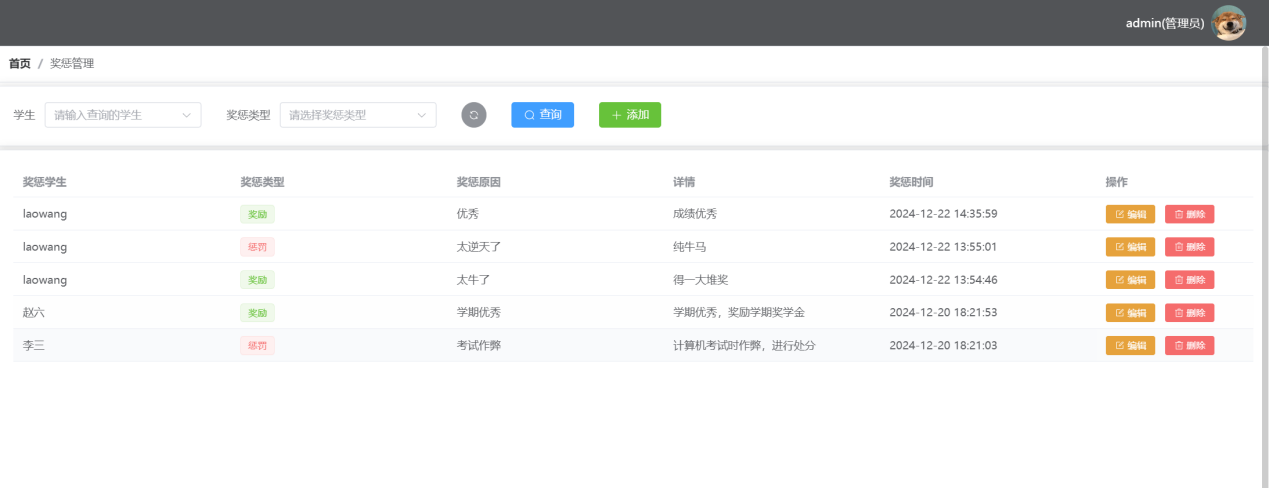 admin(管理员)
首页 / 奖惩管理
学生 请输入查询的学生 奖惩类型 请选择奖惩类型 查询 添加
奖惩学生 奖惩类型 奖惩原因 详情 奖惩时间 操作
laowang 奖励 优秀 成绩优秀 2024-12-22 14:35:59 编辑 删除
laowang 惩罚 太逆天了 纯牛马 2024-12-22 13:55:01 编辑 删除
laowang 奖励 太牛了 得一大堆奖 2024-12-22 13:54:46 编辑 删除
赵六 奖励 学期优秀 学期优秀，奖励学期奖学金 2024-12-20 18:21:53 编辑 删除
李三 惩罚 考试作弊 计算机考试时作弊，进行处分 2024-12-20 18:21:03 编辑 删除